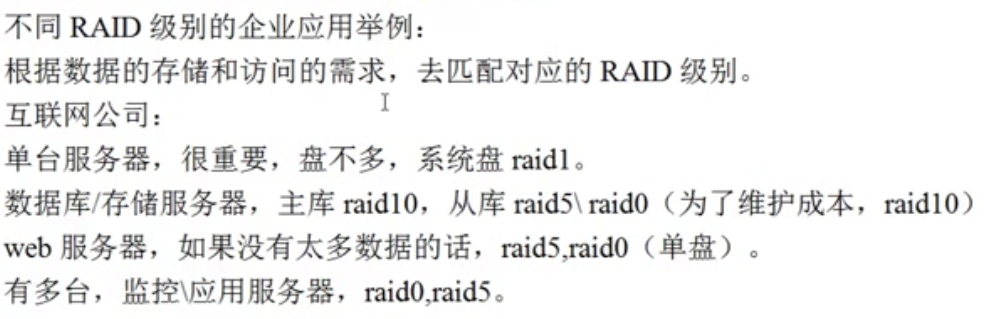 不同 RAID 级别的企业应用举例：
根据数据的存储和访问的需求，去匹配对应的 RAID 级别。
互联网公司：
单台服务器，很重要，盘不多，系统盘 raid1。
数据库/存储服务器，主库 raid10，从库 raid5\ raid0（为了维护成本，raid10）
web 服务器，如果没有太多数据的话，raid5,raid0（单盘）。
有多台，监控\应用服务器，raid0,raid5。